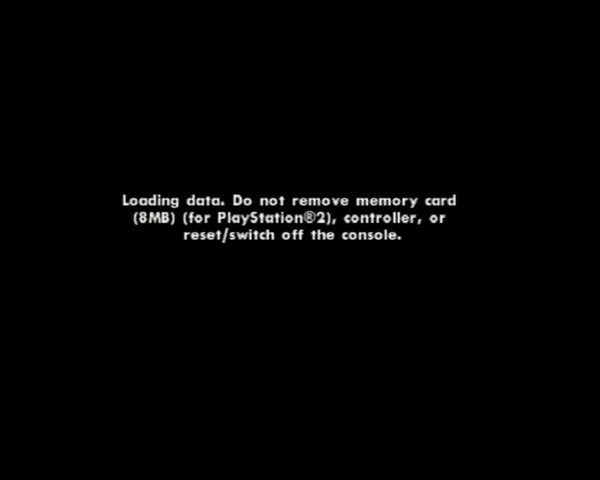 Loading data. Do not remove memory card
(8MB) (for PlayStation®2), controller, or
reset/switch off the console.